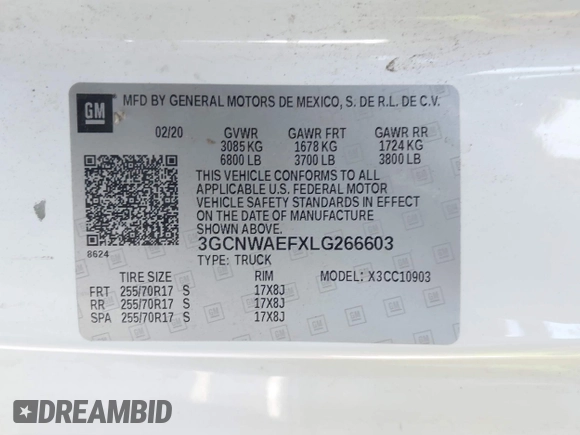 GM
MFD BY GENERAL MOTORS DE MEXICO, S. DE R.L. DE C.V.
02/20 GVWR GAWR FRT GAWR RR
3085 KG 1678 KG 1724 KG
6800 LB 3700 LB 3800 LB
THIS VEHICLE CONFORMS TO ALL
APPLICABLE U.S. FEDERAL MOTOR
VEHICLE SAFETY STANDARDS IN EFFECT
ON THE DATE OF MANUFACTURE
SHOWN ABOVE.
3GCNWAEFXLG266603
8624
TYPE: TRUCK
TIRE SIZE RIM MODEL: X3CC10903
FRT 255/70R17 S 17X8J
RR 255/70R17 S 17X8J
SPA 255/70R17 S 17X8J
DREAMBID